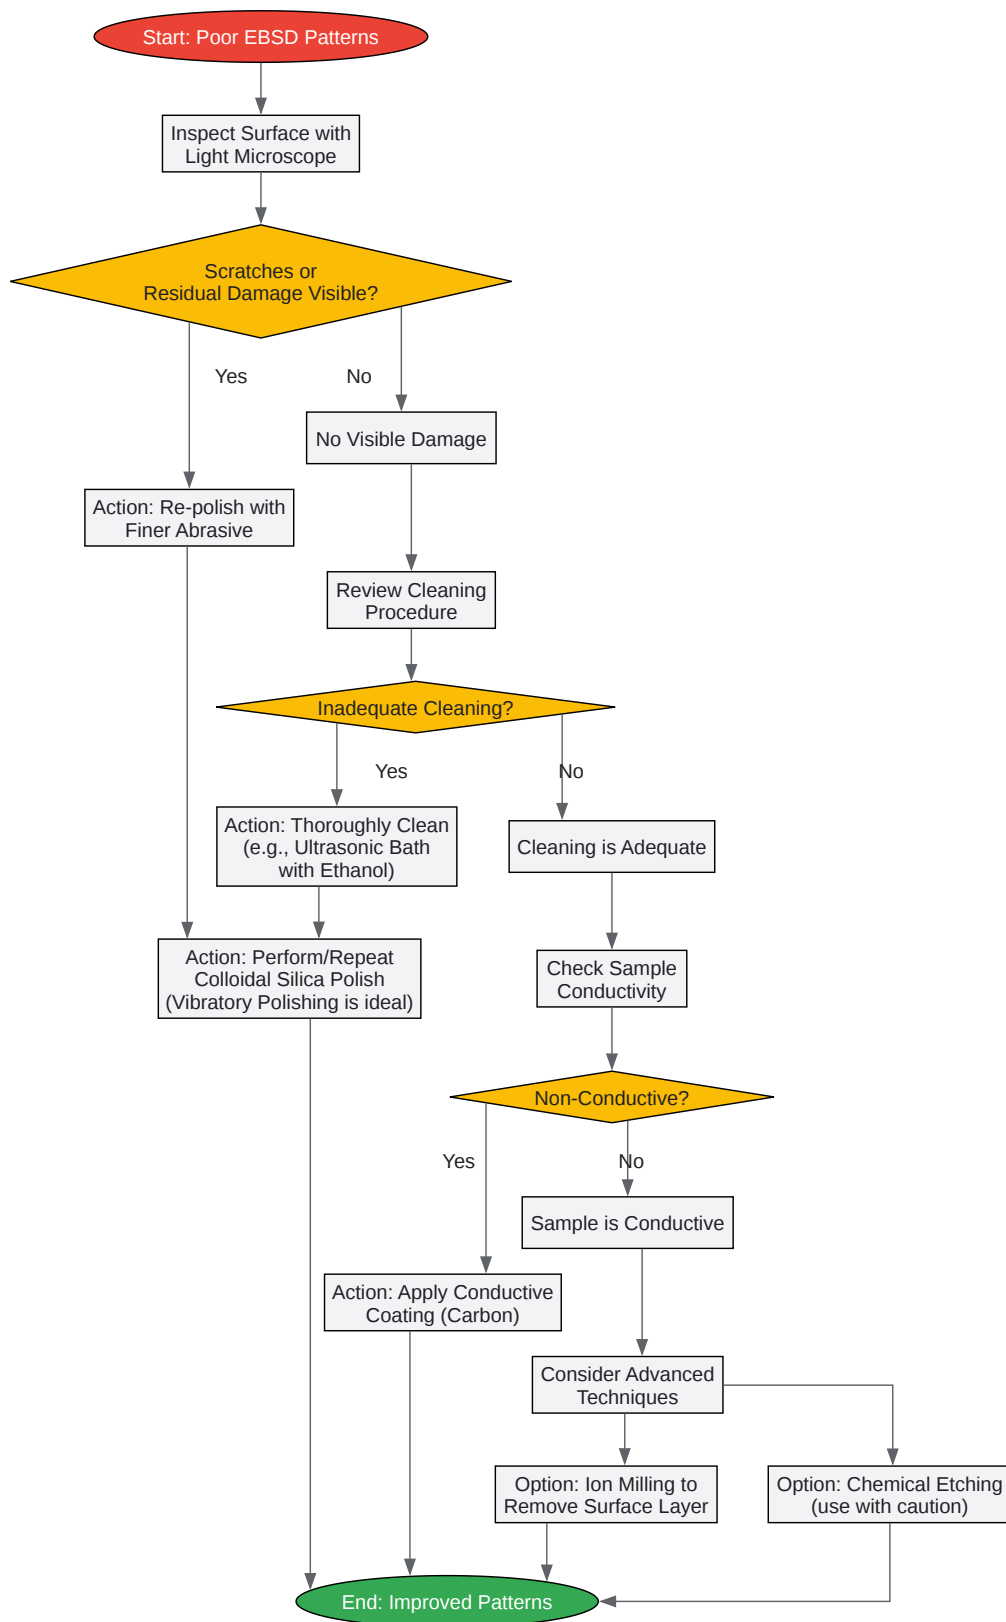 Start: Poor EBSD Patterns
Inspect Surface with
Light Microscope
Scratches or
Residual Damage Visible?
Yes
No
No Visible Damage
Action: Re-polish with
Finer Abrasive
Review Cleaning
Procedure
Inadequate Cleaning?
Yes
No
Action: Thoroughly Clean
(e.g., Ultrasonic Bath
with Ethanol)
Cleaning is Adequate
Action: Perform/Repeat
Colloidal Silica Polish
(Vibratory Polishing is ideal)
Check Sample
Conductivity
Non-Conductive?
Yes
No
Sample is Conductive
Action: Apply Conductive
Coating (Carbon)
Consider Advanced
Techniques
Option: Ion Milling to
Remove Surface Layer
Option: Chemical Etching
(use with caution)
End: Improved Patterns